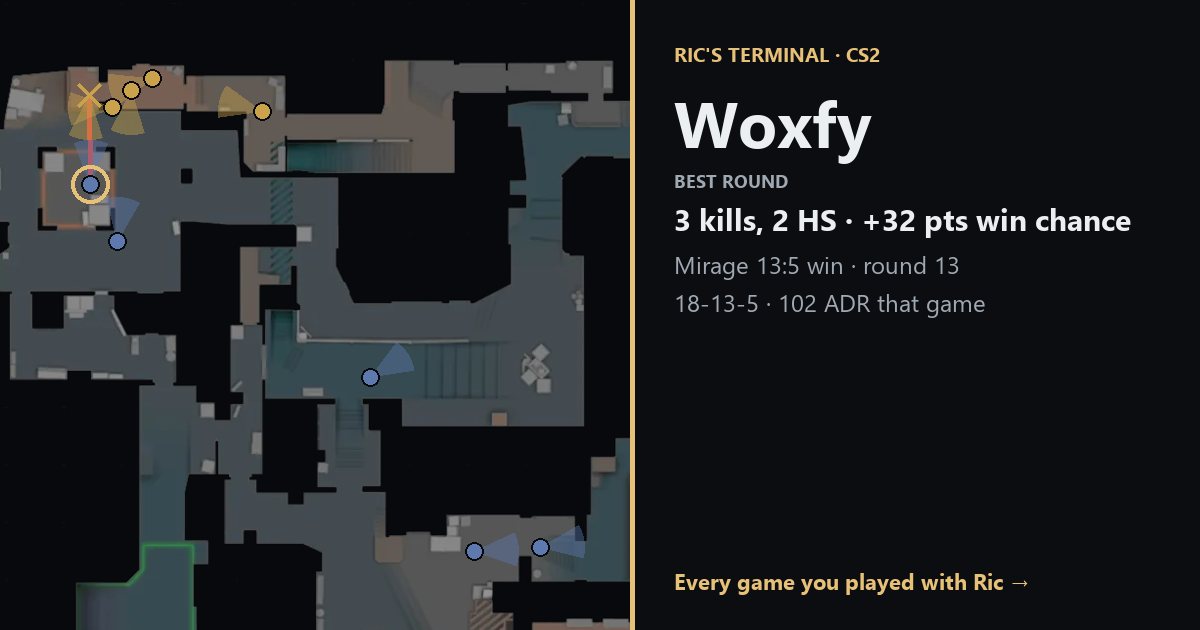 RIC'S TERMINAL · CS2
Woxfy
BEST ROUND
3 kills, 2 HS · +32 pts win chance
Mirage 13:5 win · round 13
18-13-5 · 102 ADR that game
Every game you played with Ric →